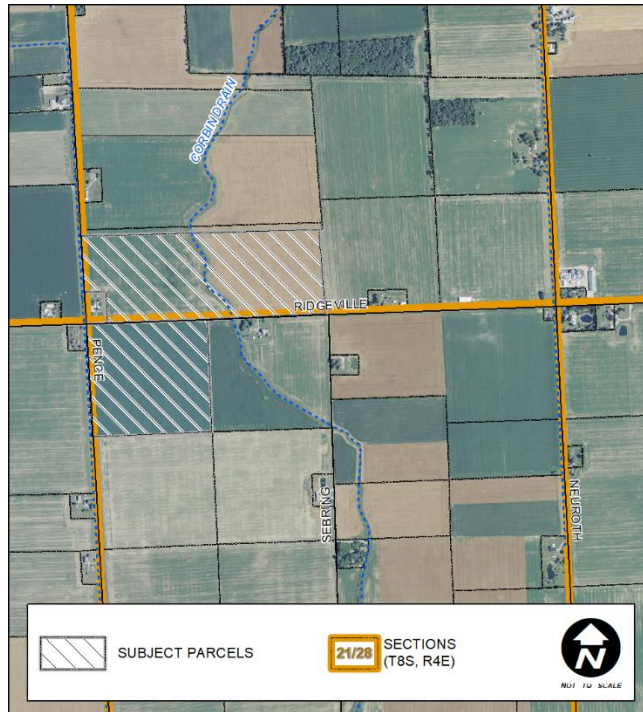 CORBIN DRAIN
RIDGEVILLE
PENCE
SEBRING
NEUROTH
SUBJECT PARCELS
21/28
SECTIONS
(T8S, R4E)
N
NOT TO SCALE